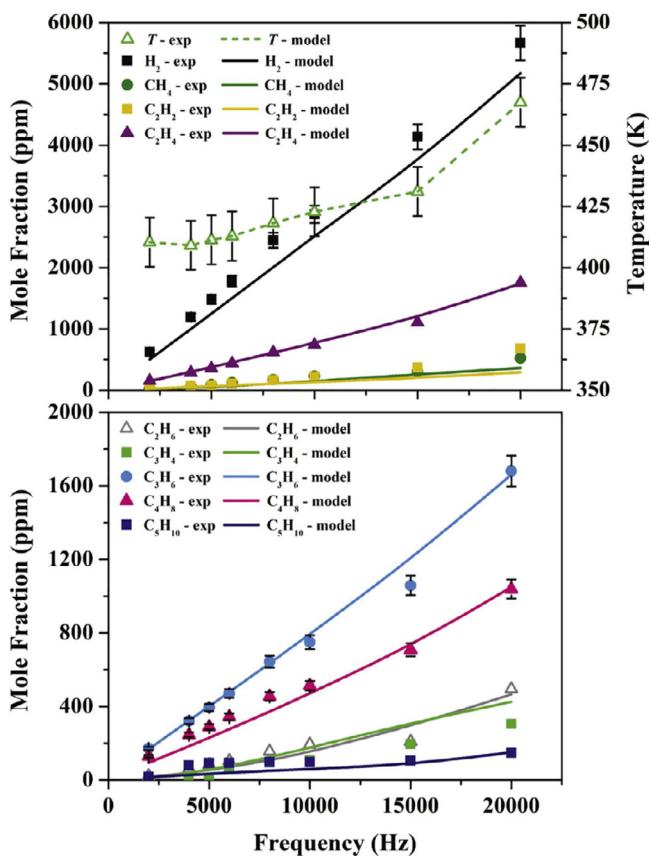 6000
5000
4000
3000
2000
1000
0
Mole Fraction (ppm)
500
475
450
425
400
375
350
Temperature (K)
T - exp T - model
H₂ - exp H₂ - model
CH₄ - exp CH₄ - model
C₂H₂ - exp C₂H₂ - model
C₂H₄ - exp C₂H₄ - model
2000
1600
1200
800
400
0
Mole Fraction (ppm)
C₂H₆ - exp C₂H₆ - model
C₃H₄ - exp C₃H₄ - model
C₃H₆ - exp C₃H₆ - model
C₄H₈ - exp C₄H₈ - model
C₅H₁₀ - exp C₅H₁₀ - model
0 5000 10000 15000 20000
Frequency (Hz)